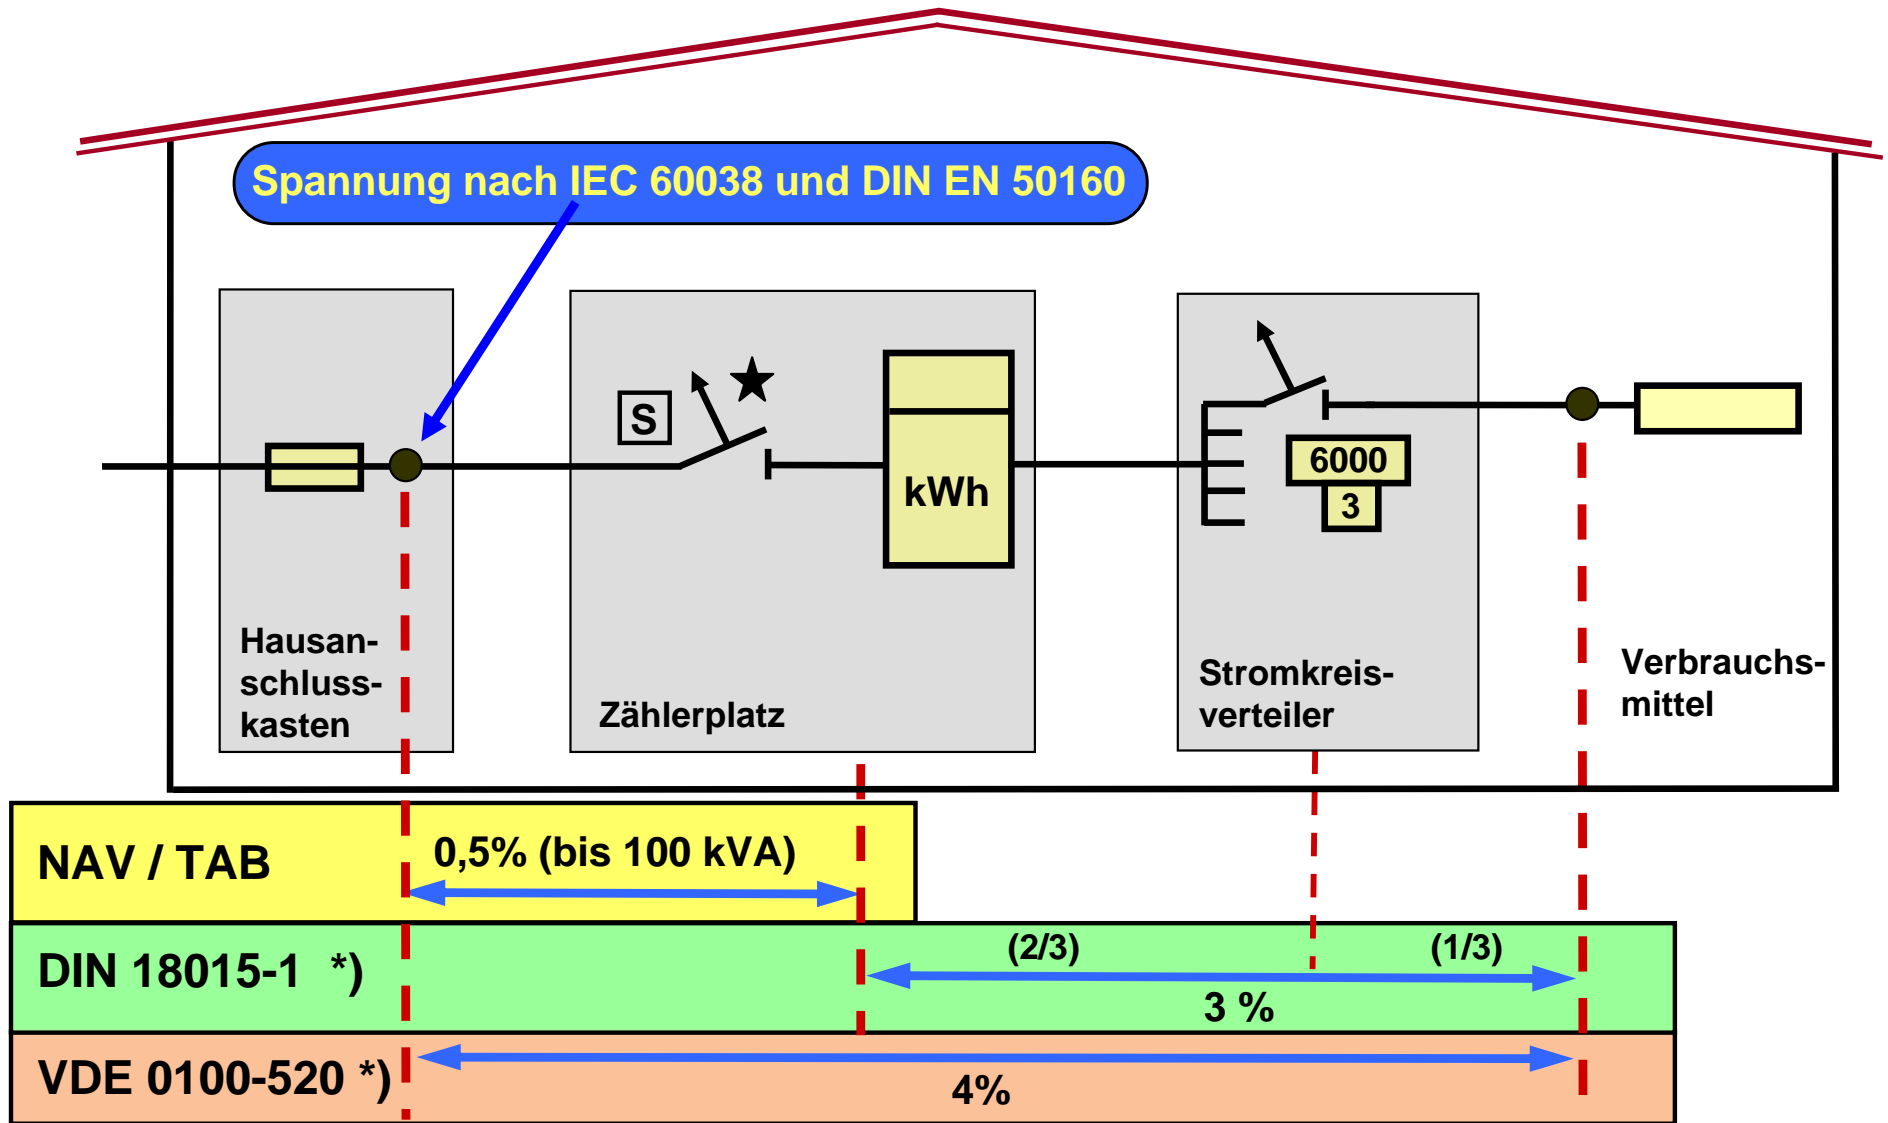 Spannung nach IEC 60038 und DIN EN 50160
S
kWh
6000
3
Hausan-
schluss-
kasten
Zählerplatz
Stromkreis-
verteiler
Verbrauchs-
mittel
NAV / TAB
0,5% (bis 100 kVA)
DIN 18015-1 *)
(2/3)
(1/3)
3 %
VDE 0100-520 *)
4%